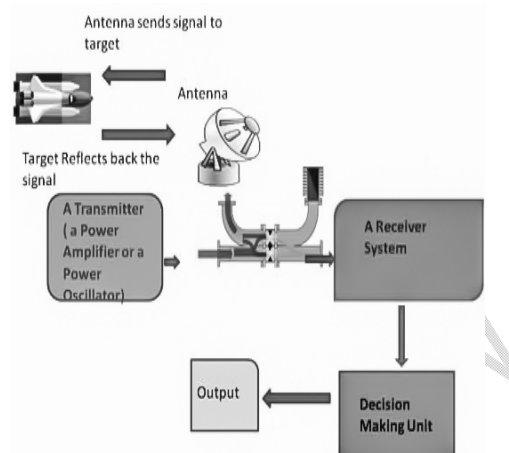 Antenna sends signal to
target
Antenna
Target Reflects back the
signal
A Transmitter
( a Power
Amplifier or a
Power
Oscillator)
A Receiver
System
Output
Decision
Making Unit